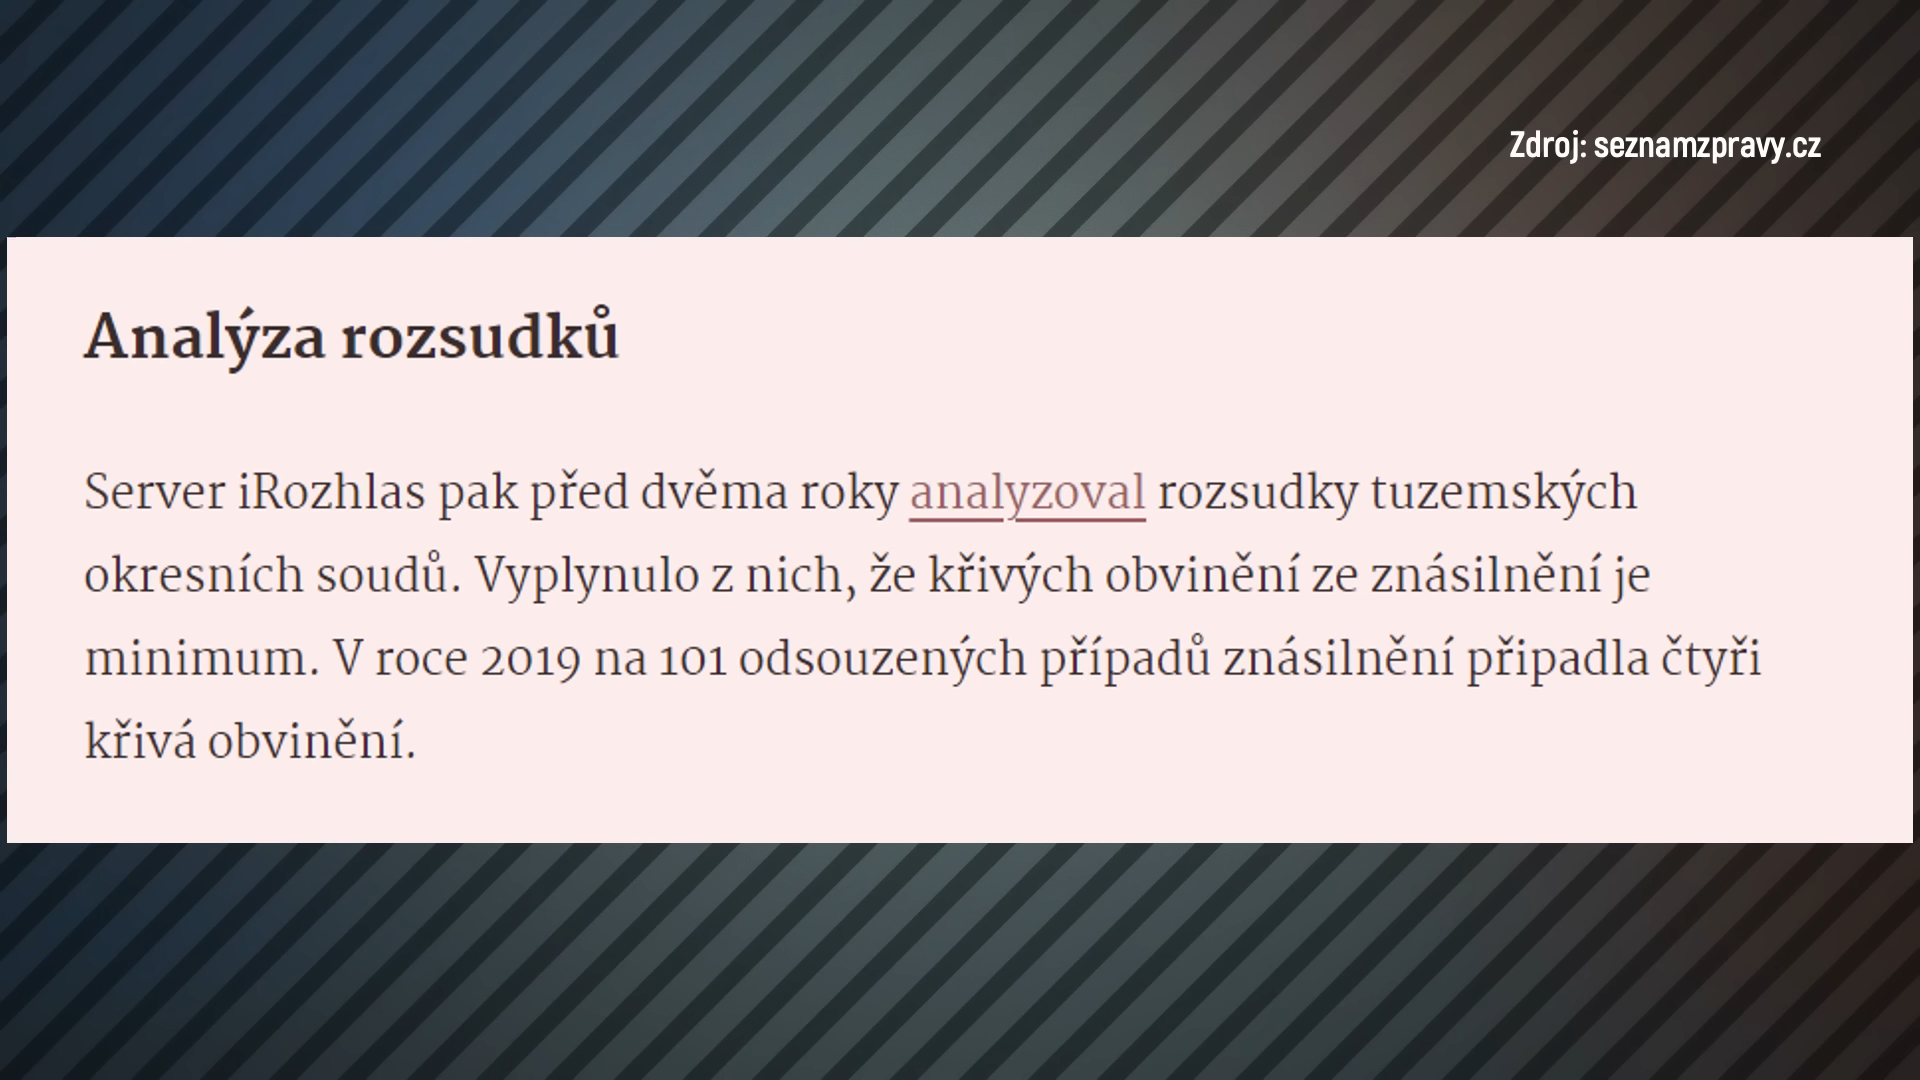 Zdroj: seznamzpravy.cz
Analýza rozsudků
Server iRozhlas pak před dvěma roky analyzoval rozsudky tuzemských
okresních soudů. Vyplynulo z nich, že křivých obvinění ze znásilnění je
minimum. V roce 2019 na 101 odsouzených případů znásilnění připadla čtyři
křivá obvinění.